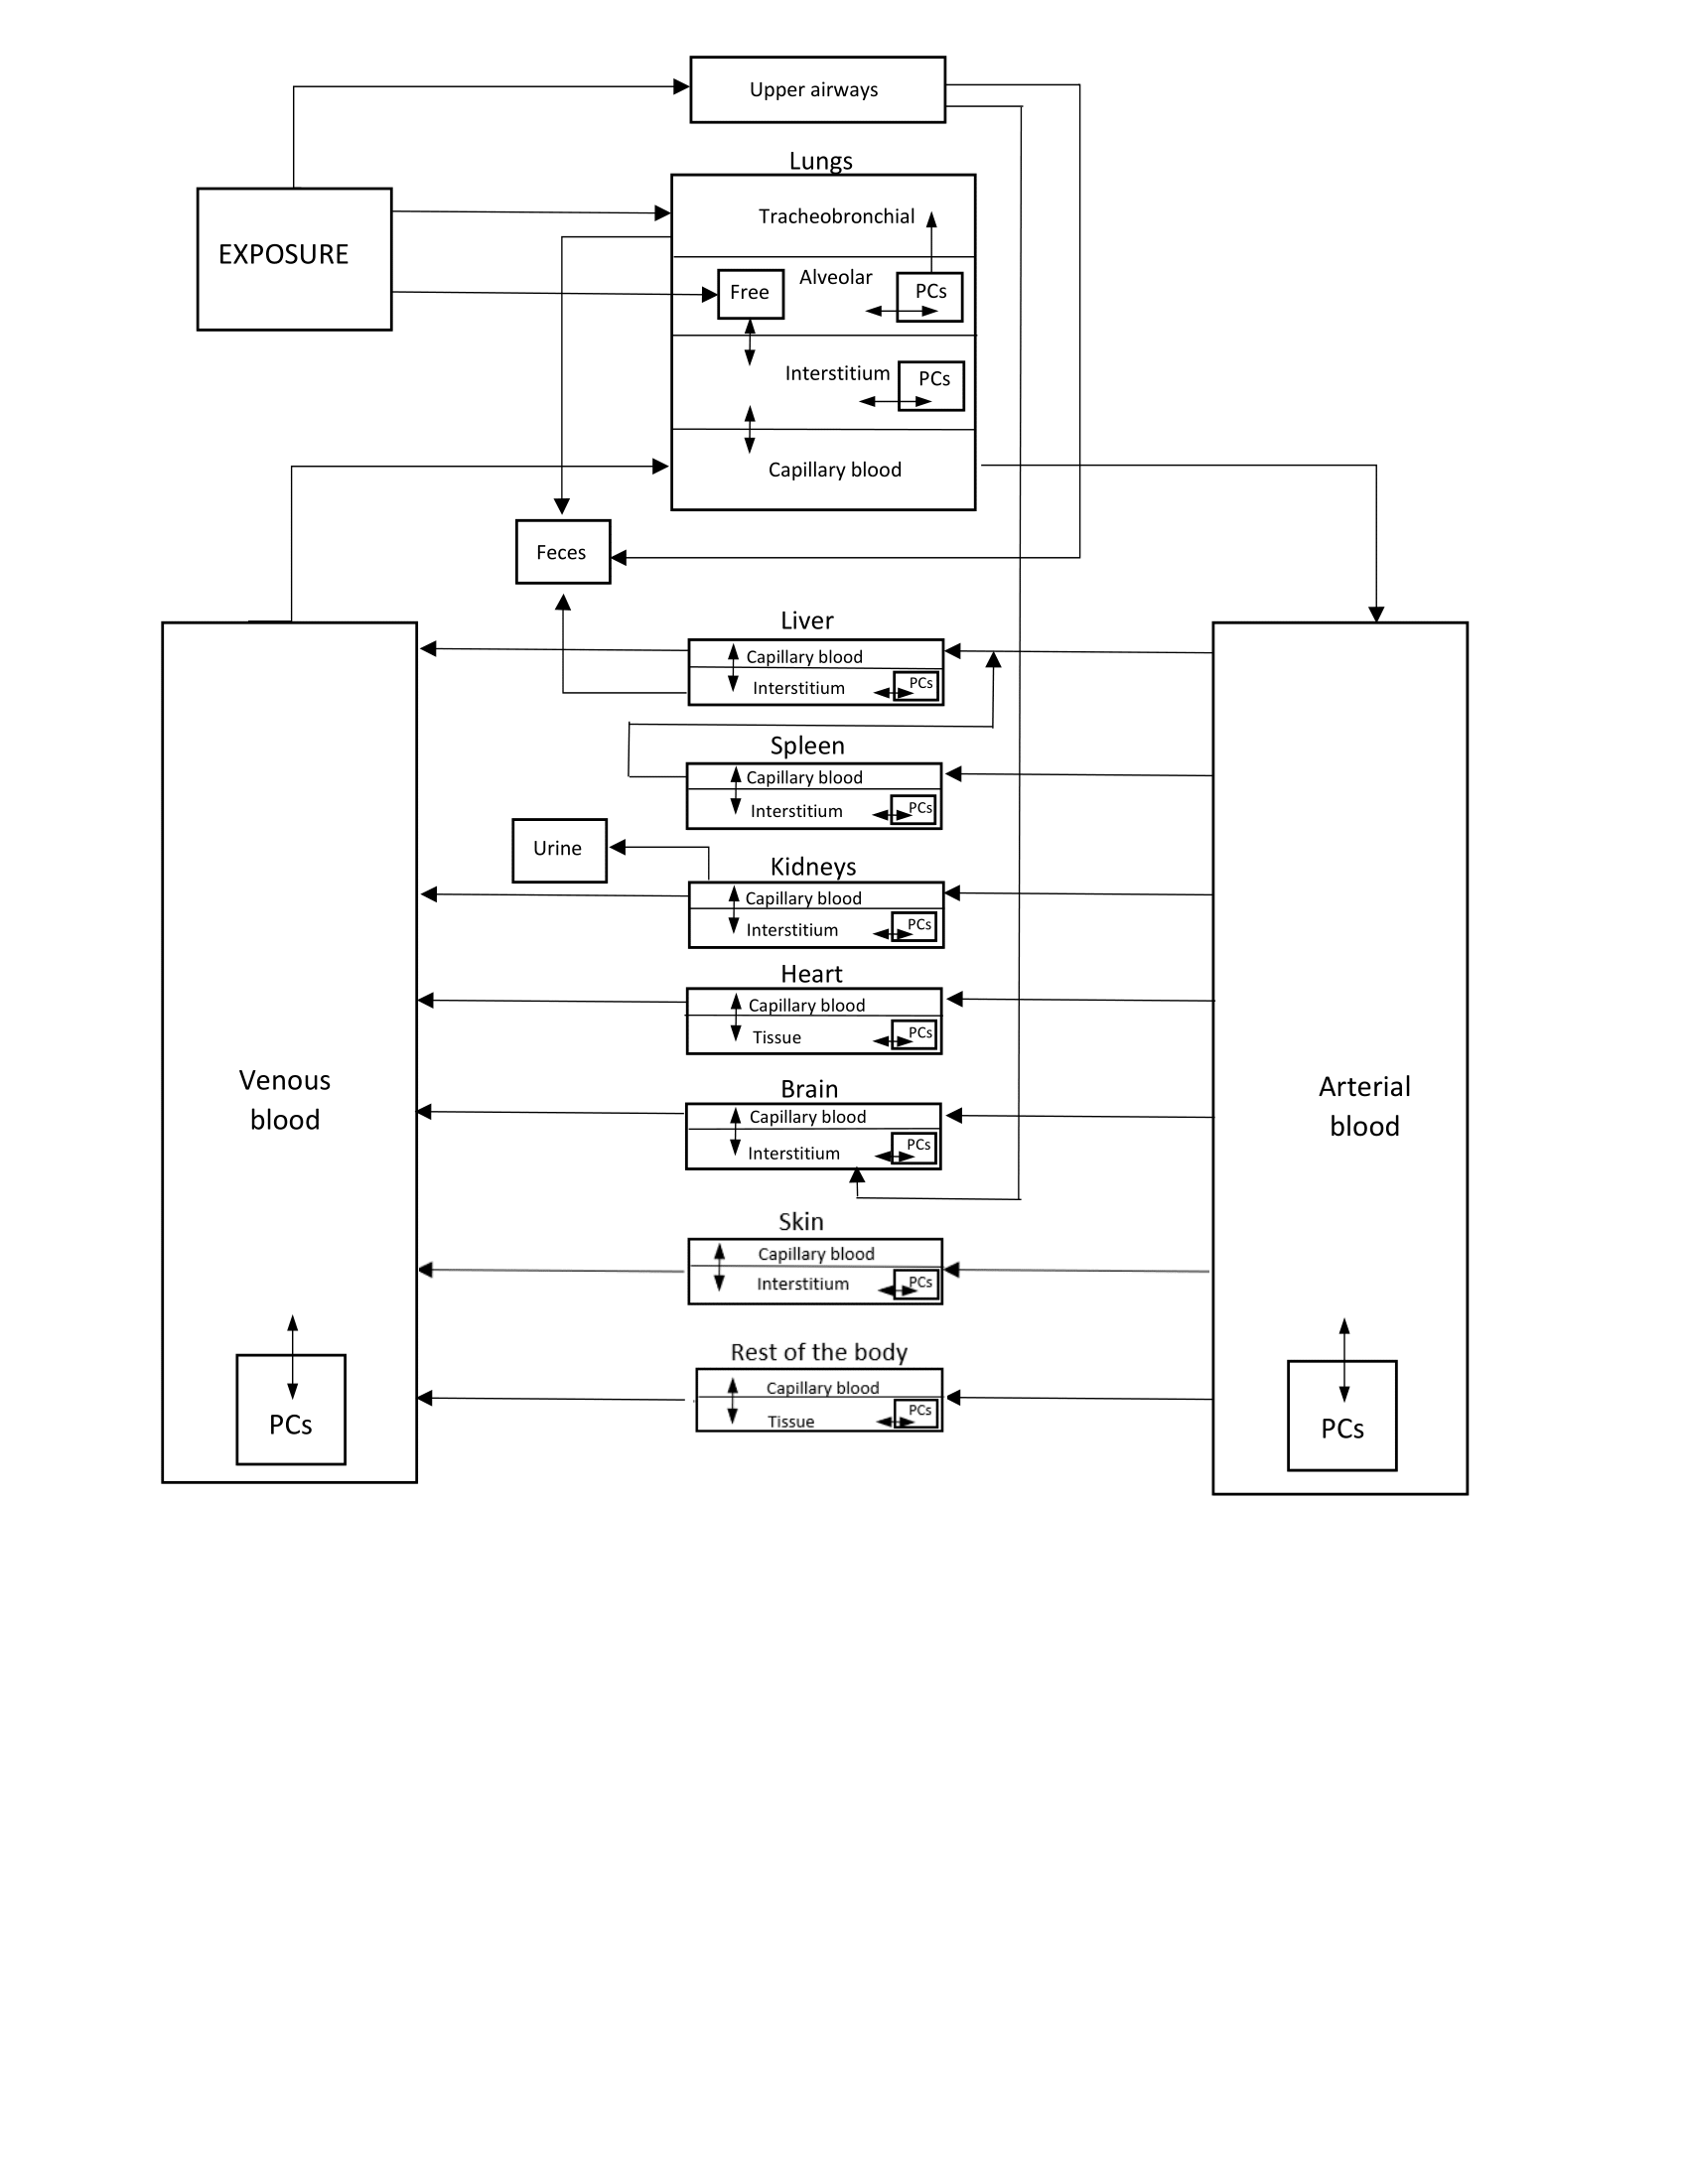 Upper airways
Lungs
EXPOSURE
Tracheobronchial
Alveolar
Free
PCs
Interstitium
PCs
Capillary blood
Feces
Liver
Capillary blood
Interstitium
PCs
Spleen
Capillary blood
Interstitium
PCs
Urine
Kidneys
Capillary blood
Interstitium
PCs
Heart
Capillary blood
Tissue
PCs
Brain
Capillary blood
Interstitium
PCs
Venous
blood
Arterial
blood
Skin
Capillary blood
Interstitium
PCs
Rest of the body
Capillary blood
Tissue
PCs
PCs
PCs